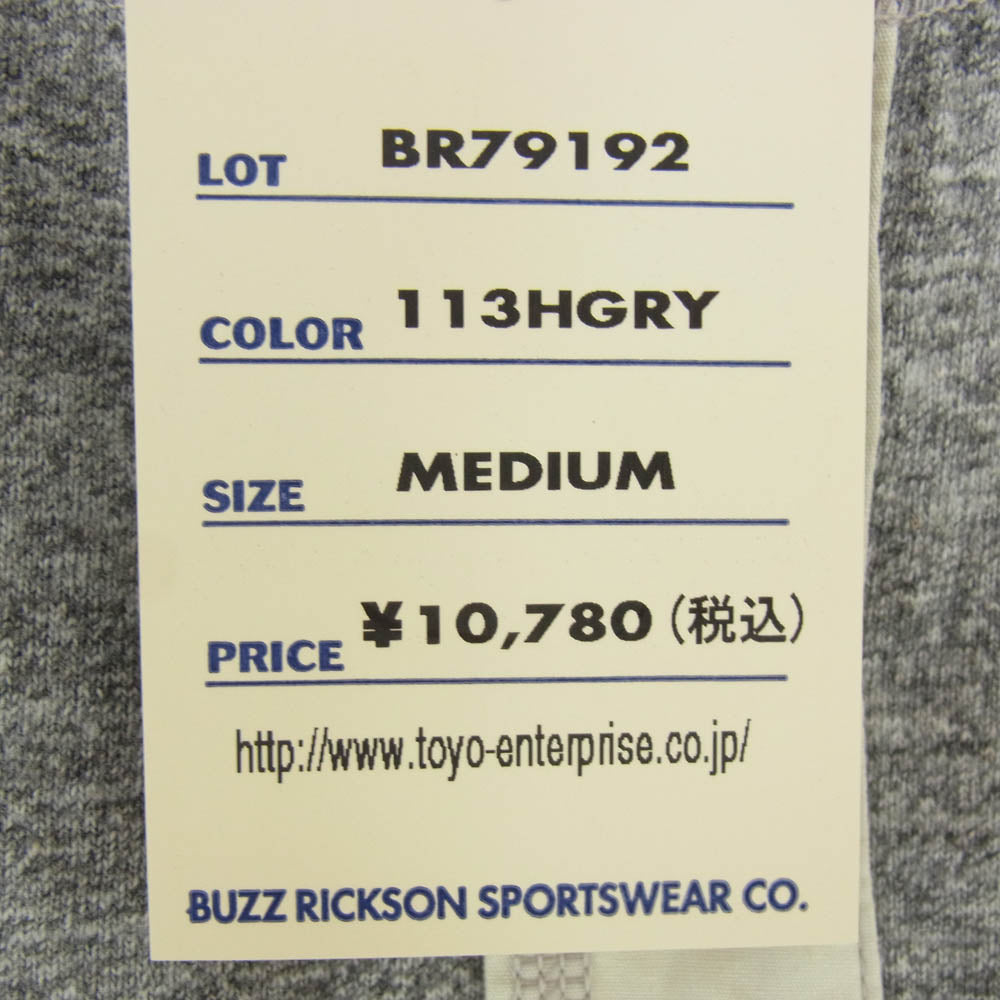 LOT BR79192
COLOR 113HGRY
SIZE MEDIUM
PRICE ¥10,780(税込)
http://www.toyo-enterprise.co.jp/
BUZZ RICKSON SPORTSWEAR CO.